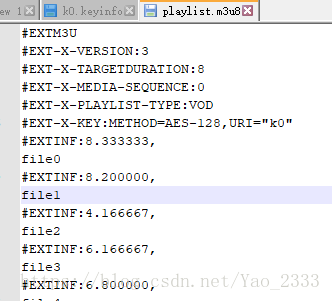 ew 1
k0.keyinfo
playlist.m3u8
#EXTM3U
#EXT-X-VERSION:3
#EXT-X-TARGETDURATION:8
#EXT-X-MEDIA-SEQUENCE:0
#EXT-X-PLAYLIST-TYPE:VOD
#EXT-X-KEY:METHOD=AES-128,URI="k0"
#EXTINF:8.333333,
file0
#EXTINF:8.200000,
file1
#EXTINF:4.166667,
file2
#EXTINF:6.166667,
file3
https://blog.csdn.net/Yao_2333
#EXTINF:6.800000,